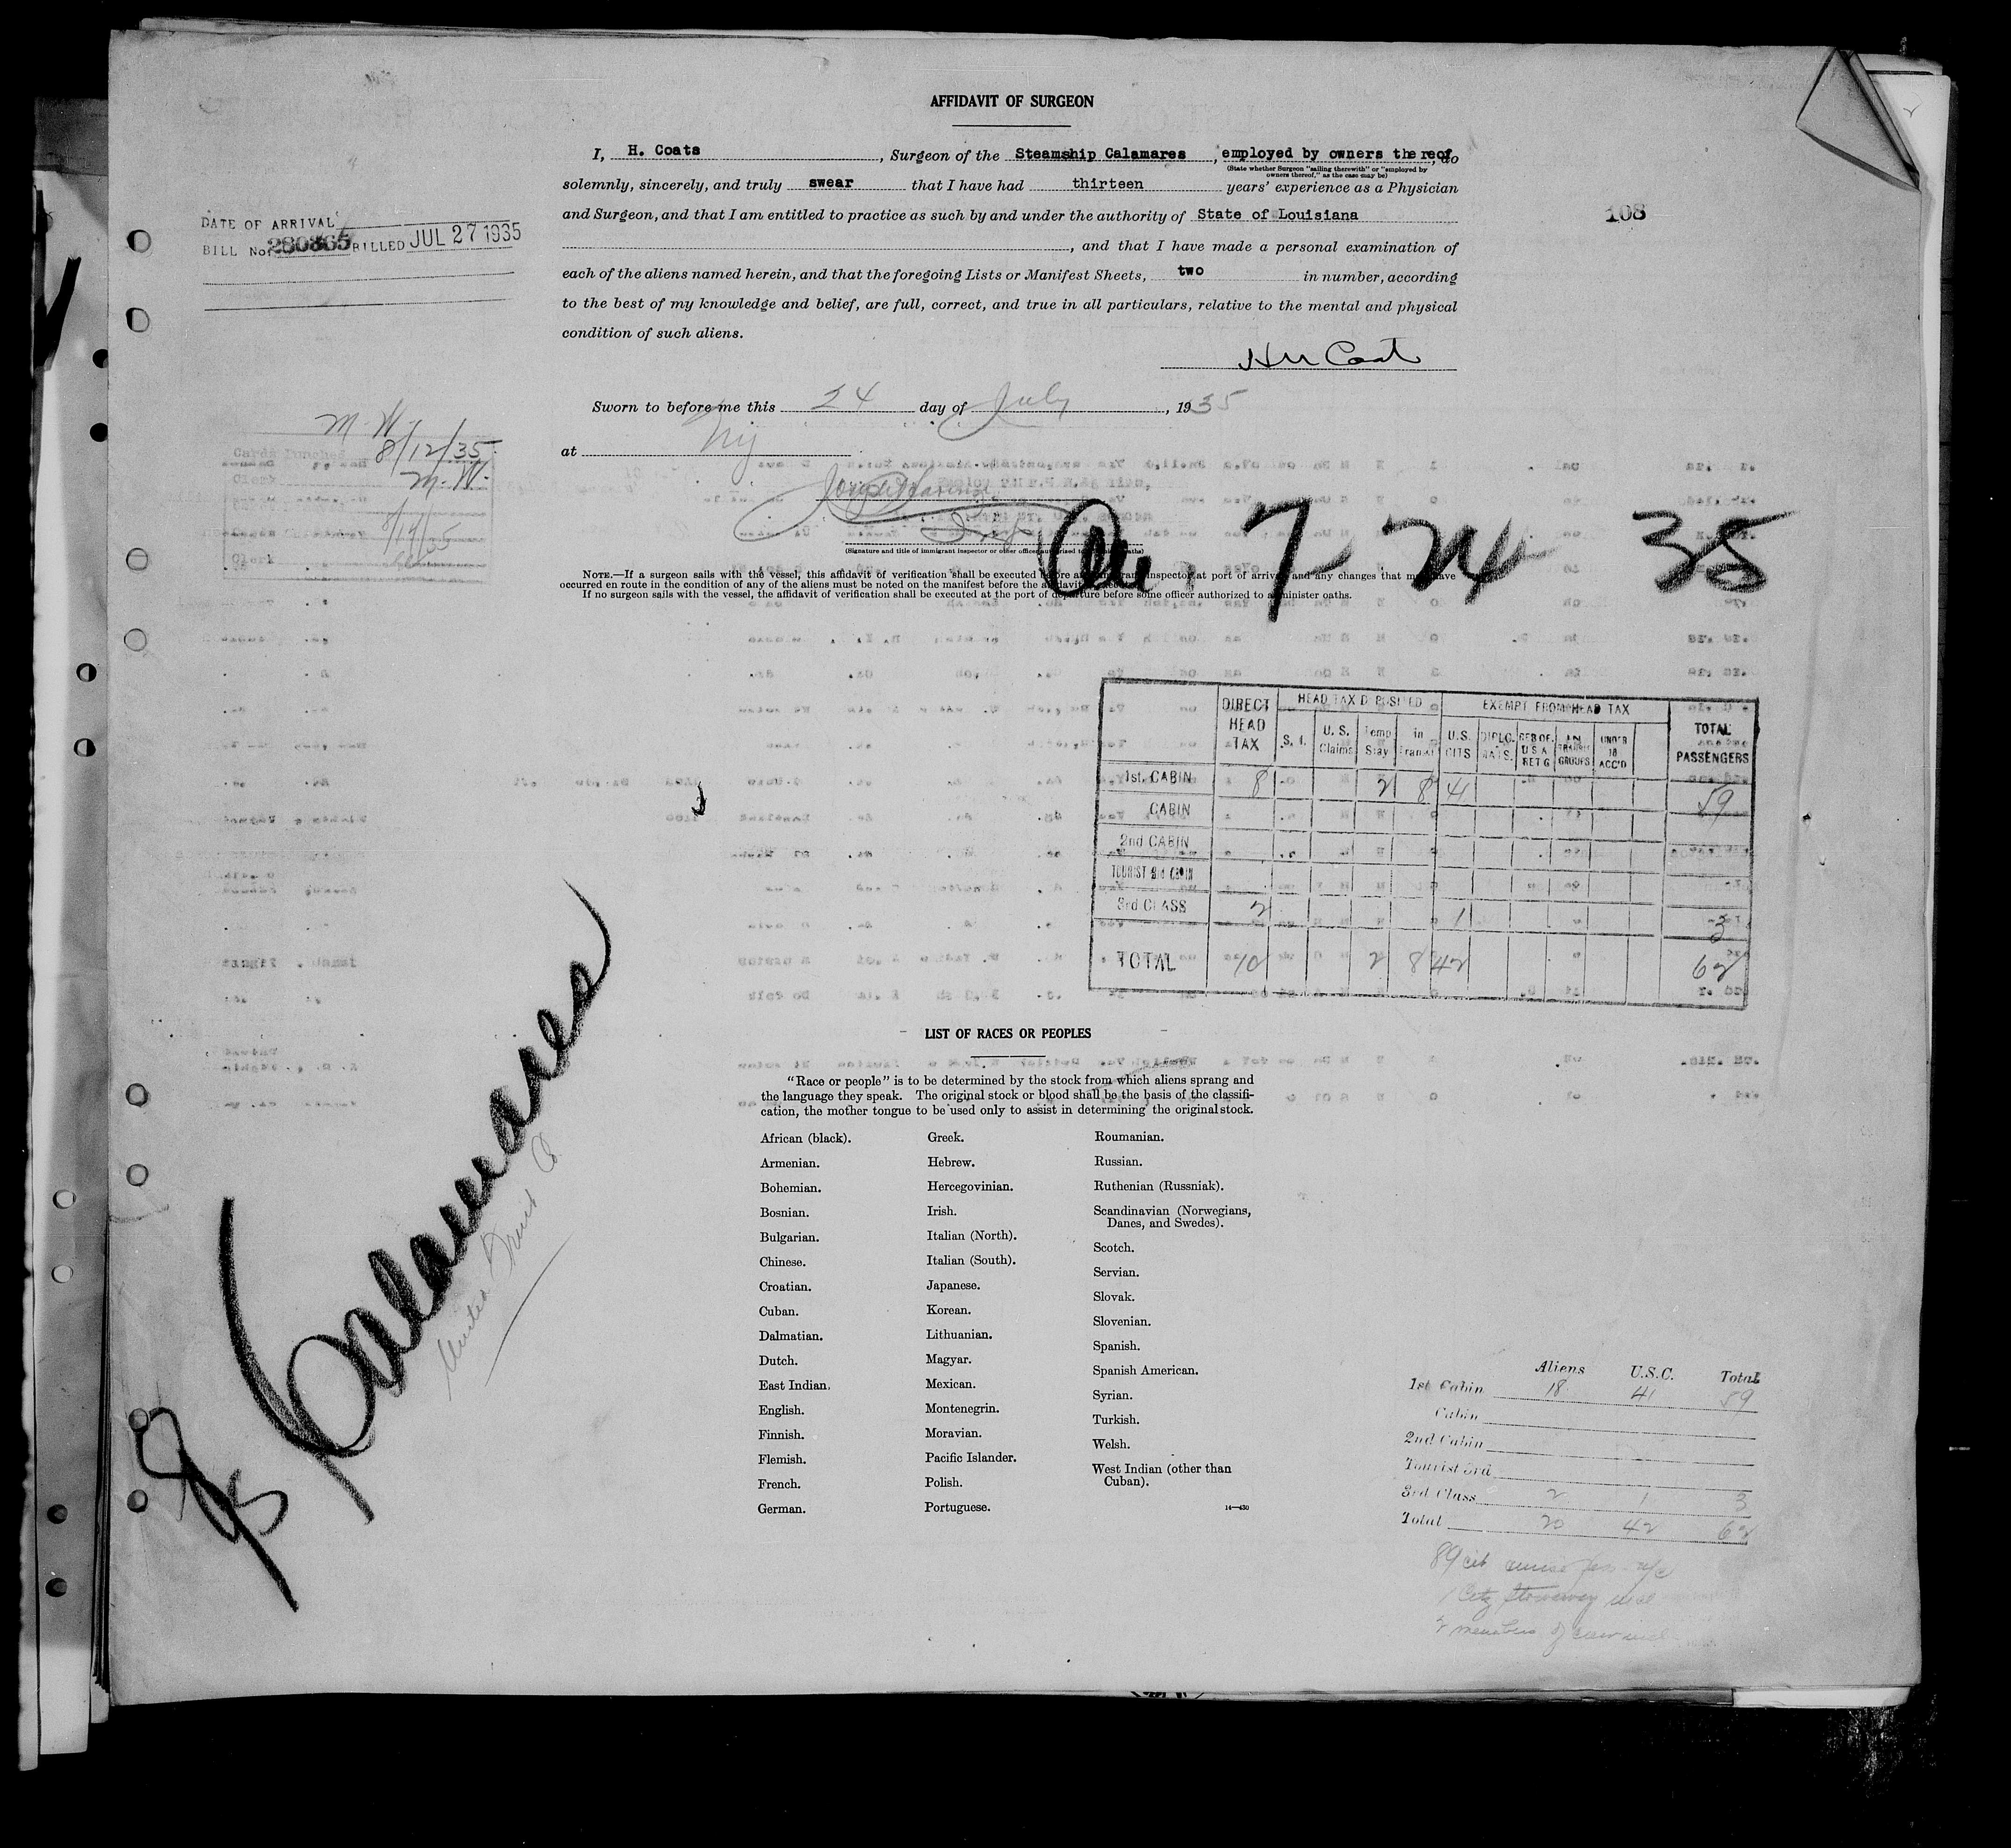 AFFIDAVIT OF SURGEON
I, H. Coats, Surgeon of the Steamship Calamares, employed by owners thereof, do
(State whether Surgeon "sailing therewith" or "employed by
owners thereof," as the case may be)
solemnly, sincerely, and truly swear that I have had thirteen years' experience as a Physician
and Surgeon, and that I am entitled to practice as such by and under the authority of State of Louisiana
, and that I have made a personal examination of
each of the aliens named herein, and that the foregoing Lists or Manifest Sheets, two in number, according
to the best of my knowledge and belief, are full, correct, and true in all particulars, relative to the mental and physical
condition of such aliens.
108
DATE OF ARRIVAL
BILL No. 280865 BILLED JUL 27 1935
Sworn to before me this 24 day of July, 1935
at NY
M. W.
8/12/35
M. W.
Clerk
8/14/35
Clerk
(Signature and title of immigrant inspector or other officer authorized to administer oaths)
7 24 35
NOTE.—If a surgeon sails with the vessel, this affidavit of verification shall be executed before an immigrant inspector at port of arrival and any changes that may have
occurred en route in the condition of any of the aliens must be noted on the manifest before the affidavit is executed.
If no surgeon sails with the vessel, the affidavit of verification shall be executed at the port of departure before some officer authorized to administer oaths.
DIRECT HEAD TAX HEAD TAX DEPOSITED EXEMPT FROM HEAD TAX TOTAL PASSENGERS
S. I. U. S. Claims Temp Stay in Transit U.S. CITS DIPLO. MATS. RES OF. U S A RET G IN TRANSIT GROUPS UNDER 16 ACC'D
1st. CABIN 8 2 8 41 59
CABIN
2nd CABIN
TOURIST 3rd CABIN
3rd CLASS 2 1 3
TOTAL 10 2 8 42 62
SS Calamares
United Fruit Co
LIST OF RACES OR PEOPLES
"Race or people" is to be determined by the stock from which aliens sprang and
the language they speak. The original stock or blood shall be the basis of the classifi-
cation, the mother tongue to be used only to assist in determining the original stock.
African (black).
Armenian.
Bohemian.
Bosnian.
Bulgarian.
Chinese.
Croatian.
Cuban.
Dalmatian.
Dutch.
East Indian.
English.
Finnish.
Flemish.
French.
German.
Greek.
Hebrew.
Hercegovinian.
Irish.
Italian (North).
Italian (South).
Japanese.
Korean.
Lithuanian.
Magyar.
Mexican.
Montenegrin.
Moravian.
Pacific Islander.
Polish.
Portuguese.
Roumanian.
Russian.
Ruthenian (Russniak).
Scandinavian (Norwegians,
Danes, and Swedes).
Scotch.
Servian.
Slovak.
Slovenian.
Spanish.
Spanish American.
Syrian.
Turkish.
Welsh.
West Indian (other than
Cuban).
14—430
Aliens U.S.C. Total
1st Cabin 18 41 59
Cabin
2nd Cabin
Tourist 3rd
3rd Class 2 1 3
Total 20 42 62
89 cit cruise
stowaway
2 members of crew